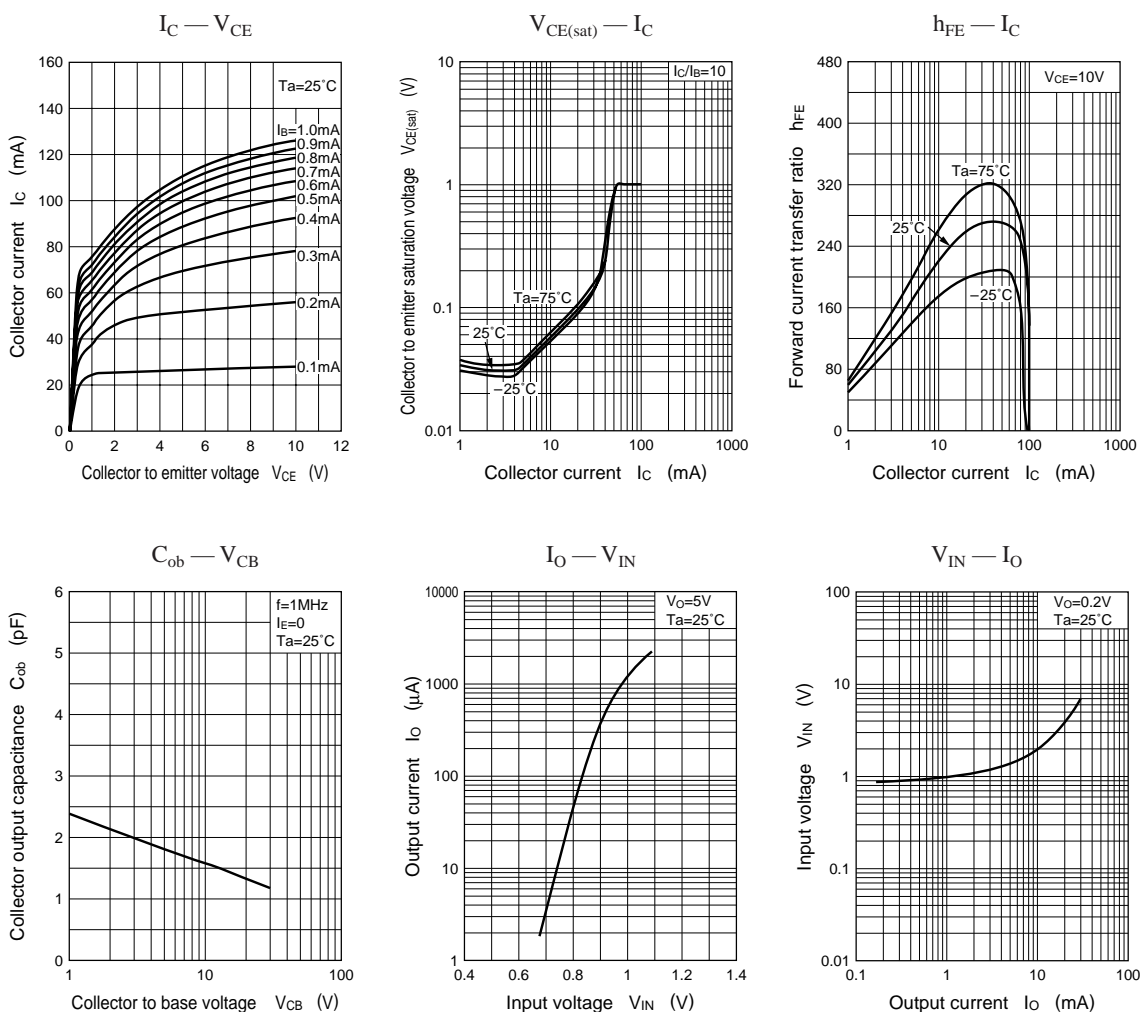 I_C — V_CE
160
140
120
100
80
60
40
20
0
Collector current I_C (mA)
Ta=25˚C
I_B=1.0mA
0.9mA
0.8mA
0.7mA
0.6mA
0.5mA
0.4mA
0.3mA
0.2mA
0.1mA
0 2 4 6 8 10 12
Collector to emitter voltage V_CE (V)
V_CE(sat) — I_C
10
1
0.1
0.01
Collector to emitter saturation voltage V_CE(sat) (V)
I_C/I_B=10
Ta=75˚C
25˚C
–25˚C
1 10 100 1000
Collector current I_C (mA)
h_FE — I_C
480
400
320
240
160
80
0
Forward current transfer ratio h_FE
V_CE=10V
Ta=75˚C
25˚C
–25˚C
1 10 100 1000
Collector current I_C (mA)
C_ob — V_CB
6
5
4
3
2
1
0
Collector output capacitance C_ob (pF)
f=1MHz
I_E=0
Ta=25˚C
1 10 100
Collector to base voltage V_CB (V)
I_O — V_IN
10000
1000
100
10
1
Output current I_O (µA)
V_O=5V
Ta=25˚C
0.4 0.6 0.8 1 1.2 1.4
Input voltage V_IN (V)
V_IN — I_O
100
10
1
0.1
0.01
Input voltage V_IN (V)
V_O=0.2V
Ta=25˚C
0.1 1 10 100
Output current I_O (mA)